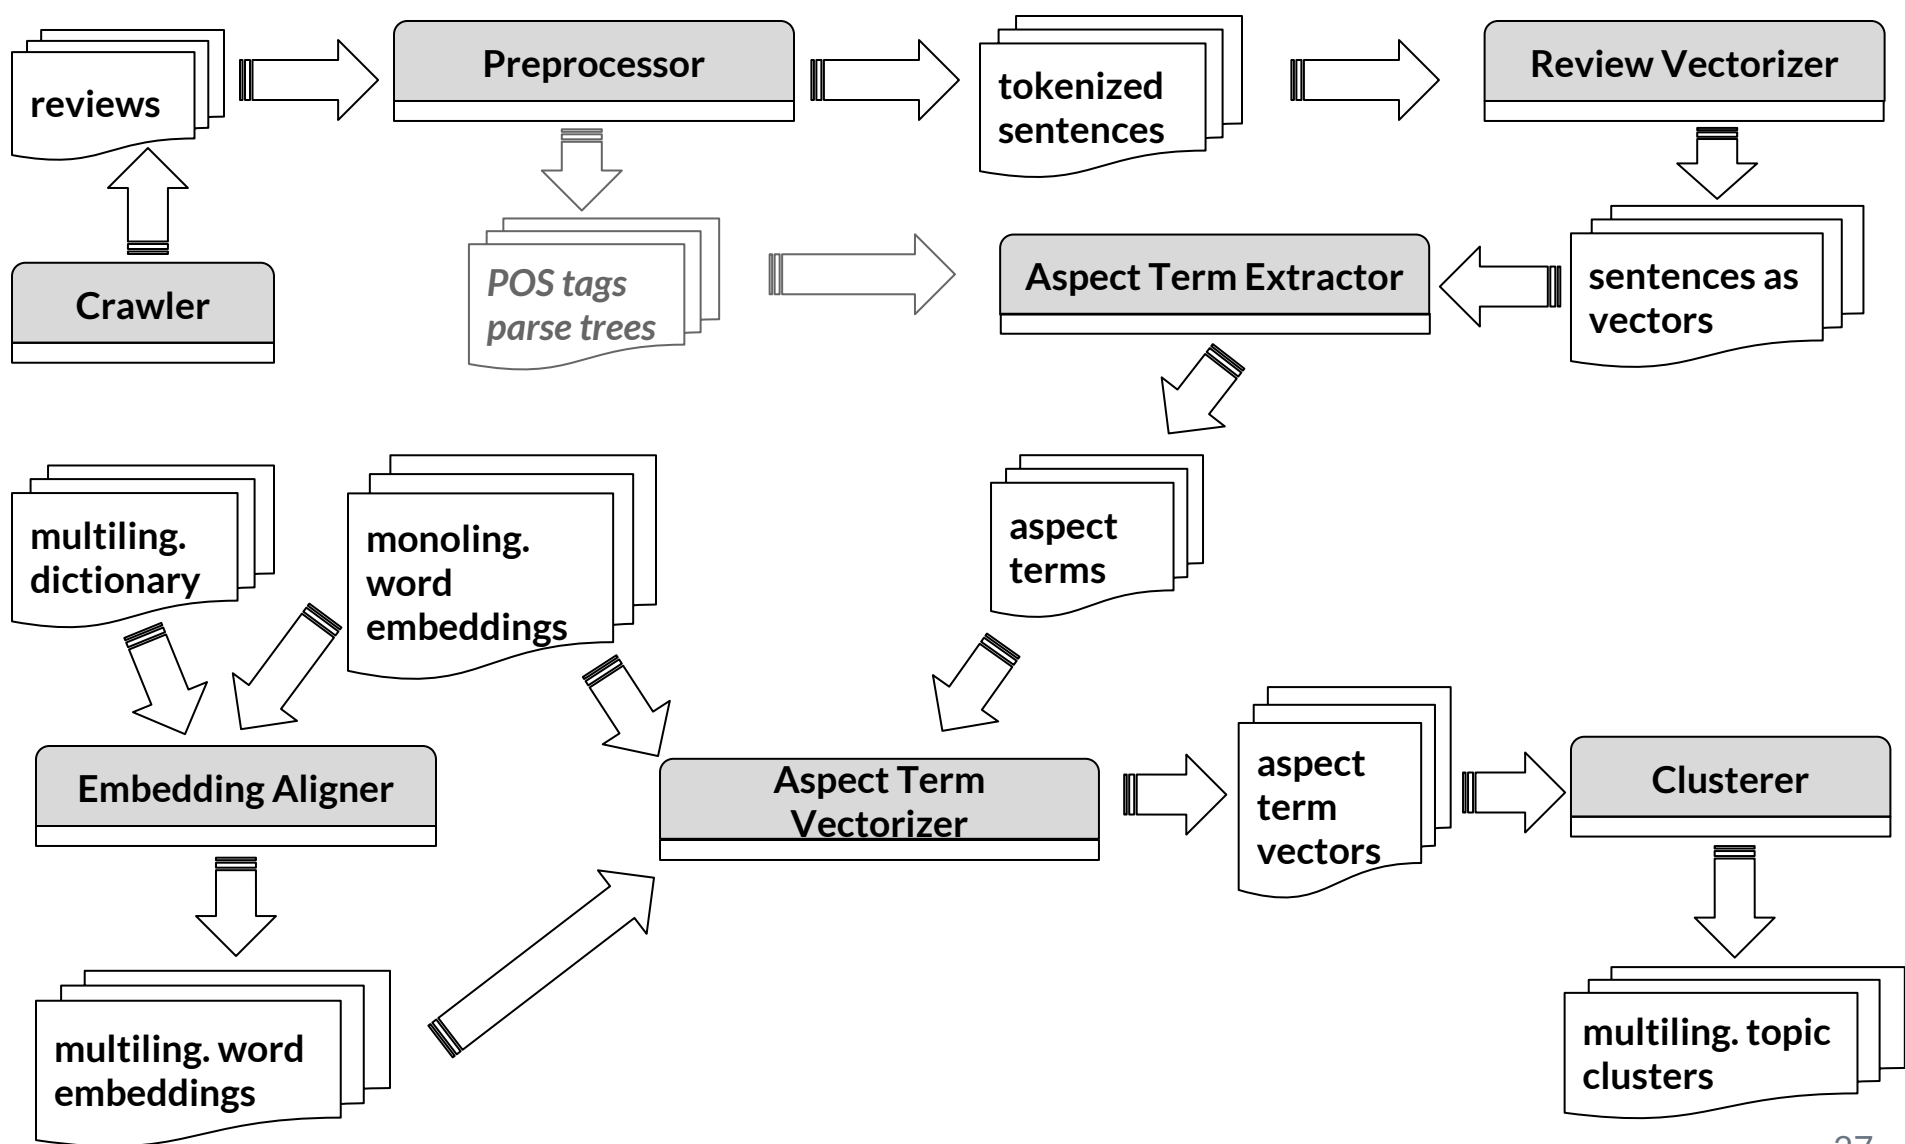 reviews
Preprocessor
tokenized
sentences
Review Vectorizer
Crawler
POS tags
parse trees
Aspect Term Extractor
sentences as
vectors
multiling.
dictionary
monoling.
word
embeddings
aspect
terms
Embedding Aligner
Aspect Term
Vectorizer
aspect
term
vectors
Clusterer
multiling. word
embeddings
multiling. topic
clusters